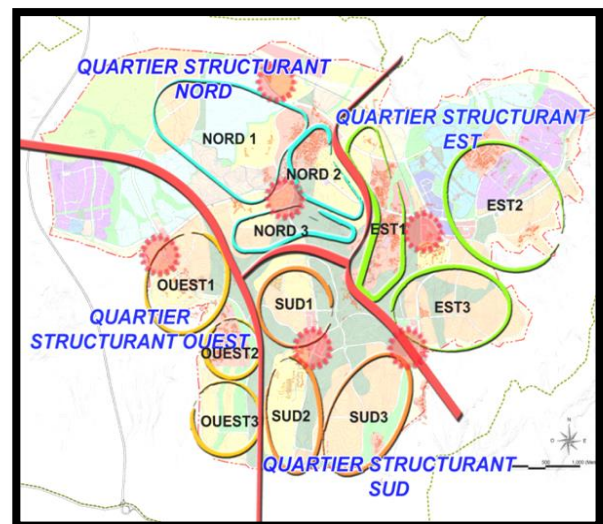 QUARTIER STRUCTURANT
NORD
QUARTIER STRUCTURANT
EST
NORD 1
NORD 2
EST2
NORD 3
EST1
OUEST1
SUD1
EST3
QUARTIER
STRUCTURANT OUEST
OUEST2
OUEST3
SUD2
SUD3
QUARTIER STRUCTURANT
SUD
N
O
E
S